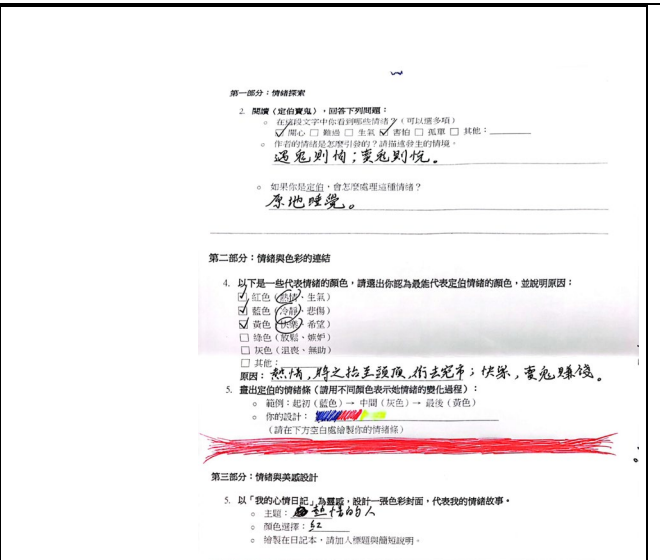 第一部分：情緒探索
2. 閱讀（定伯賣鬼），回答下列問題：
在這段文字中你看到哪些情緒？（可以選多項）
☑ 開心 □ 難過 □ 生氣 ☑ 害怕 □ 孤單 □ 其他：
作者的情緒是怎麼引發的？請描述發生的情境。
遇鬼則怕；賣鬼則悅。
如果你是定伯，會怎麼處理這種情緒？
原地睡覺。
第二部分：情緒與色彩的連結
4. 以下是一些代表情緒的顏色，請選出你認為最能代表定伯情緒的顏色，並說明原因：
☑ 紅色（熱情、生氣）
☑ 藍色（冷靜、悲傷）
☑ 黃色（快樂、希望）
□ 綠色（放鬆、嫉妒）
□ 灰色（沮喪、無助）
□ 其他：
原因：熱情，將之抬至頭頂，衝去宛市；快樂，賣鬼賺錢。
5. 畫出定伯的情緒條（請用不同顏色表示她情緒的變化過程）：
範例：起初（藍色）→ 中間（灰色）→ 最後（黃色）
你的設計：
（請在下方空白處繪製你的情緒條）
第三部分：情緒與美感設計
5. 以「我的心情日記」為靈感，設計一張色彩封面，代表我的情緒故事。
主題：熱情的人
顏色選擇：紅
繪製在日記本，請加入標題與簡短說明。